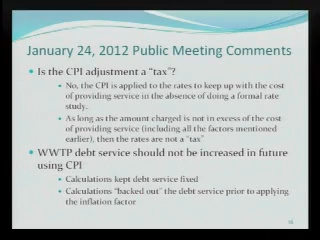 January 24, 2012 Public Meeting Comments
Is the CPI adjustment a “tax”?
No, the CPI is applied to the rates to keep up with the cost
of providing service in the absence of doing a formal rate
study.
As long as the amount charged is not in excess of the cost
of providing service (including all the factors mentioned
earlier), then the rates are not a “tax”
WWTP debt service should not be increased in future
using CPI
Calculations kept debt service fixed
Calculations “backed out” the debt service prior to applying
the inflation factor